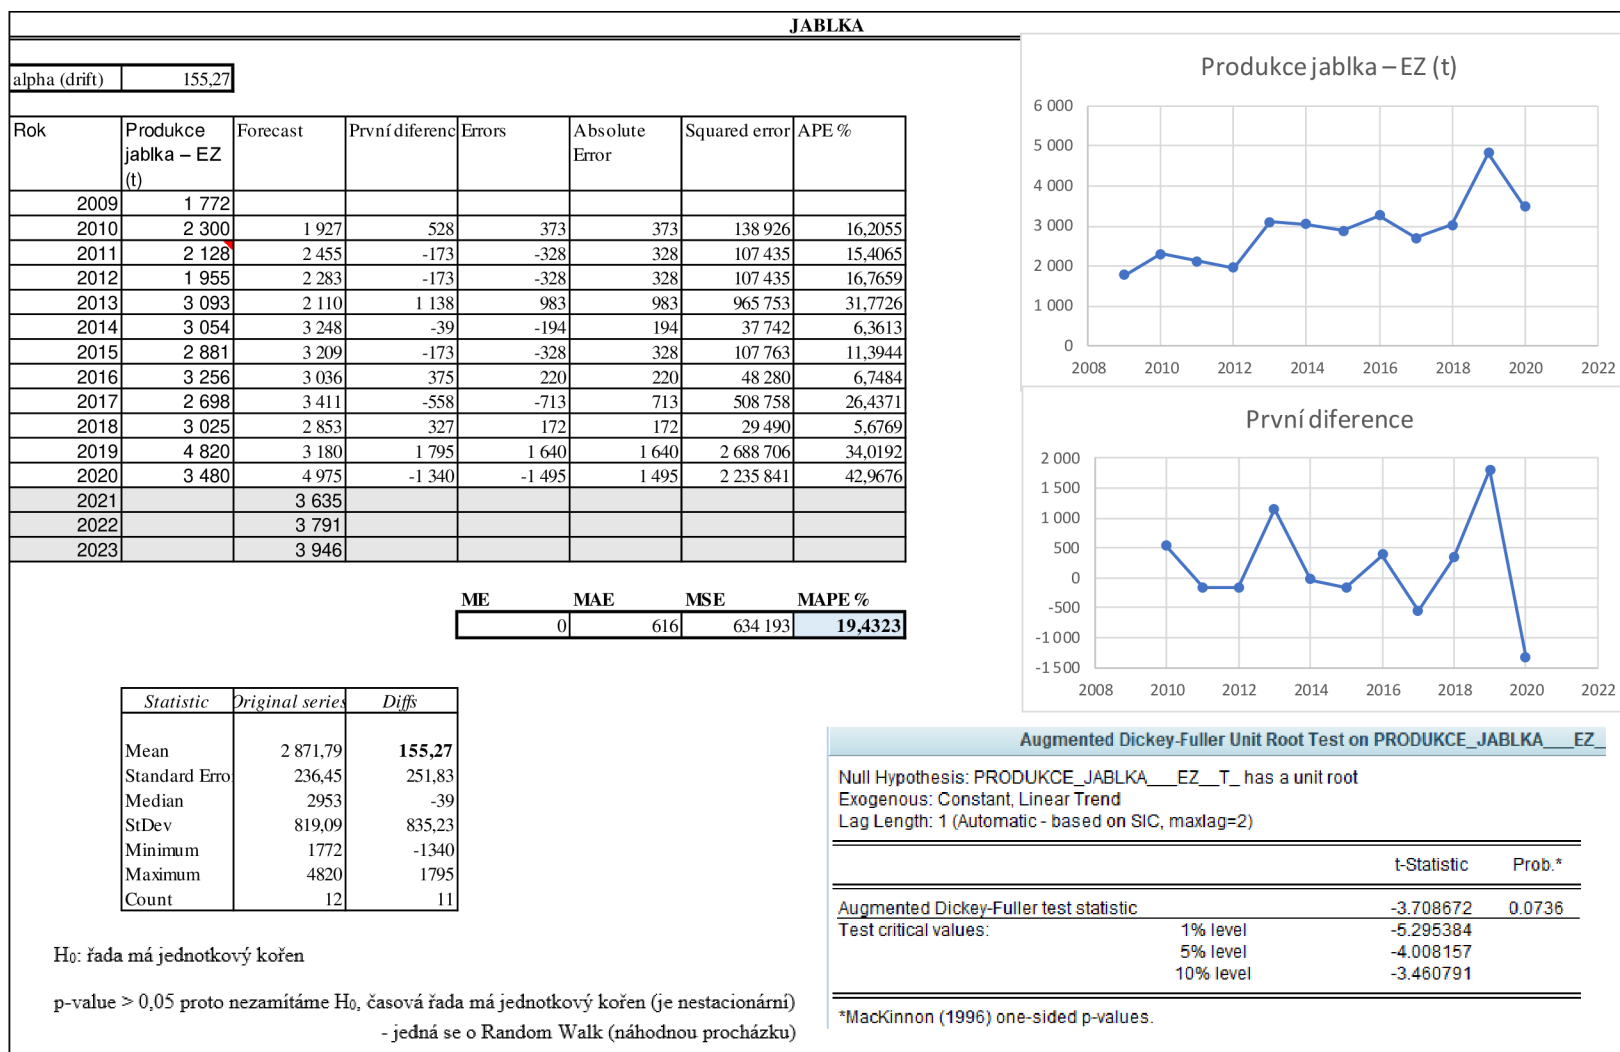 JABLKA
alpha (drift) 155,27
Rok Produkce jablka – EZ (t) Forecast První diferenc Errors Absolute Error Squared error APE %
2009 1 772
2010 2 300 1 927 528 373 373 138 926 16,2055
2011 2 128 2 455 -173 -328 328 107 435 15,4065
2012 1 955 2 283 -173 -328 328 107 435 16,7659
2013 3 093 2 110 1 138 983 983 965 753 31,7726
2014 3 054 3 248 -39 -194 194 37 742 6,3613
2015 2 881 3 209 -173 -328 328 107 763 11,3944
2016 3 256 3 036 375 220 220 48 280 6,7484
2017 2 698 3 411 -558 -713 713 508 758 26,4371
2018 3 025 2 853 327 172 172 29 490 5,6769
2019 4 820 3 180 1 795 1 640 1 640 2 688 706 34,0192
2020 3 480 4 975 -1 340 -1 495 1 495 2 235 841 42,9676
2021 3 635
2022 3 791
2023 3 946
ME MAE MSE MAPE %
0 616 634 193 19,4323
Statistic Original series Diffs
Mean 2 871,79 155,27
Standard Erro 236,45 251,83
Median 2953 -39
StDev 819,09 835,23
Minimum 1772 -1340
Maximum 4820 1795
Count 12 11
H₀: řada má jednotkový kořen
p-value > 0,05 proto nezamítáme H₀, časová řada má jednotkový kořen (je nestacionární)
- jedná se o Random Walk (náhodnou procházku)
Produkce jablka – EZ (t)
6 000
5 000
4 000
3 000
2 000
1 000
0
2008 2010 2012 2014 2016 2018 2020 2022
První diference
2 000
1 500
1 000
500
0
-500
-1 000
-1 500
2008 2010 2012 2014 2016 2018 2020 2022
Augmented Dickey-Fuller Unit Root Test on PRODUKCE_JABLKA___EZ_
Null Hypothesis: PRODUKCE_JABLKA___EZ__T_ has a unit root
Exogenous: Constant, Linear Trend
Lag Length: 1 (Automatic - based on SIC, maxlag=2)
t-Statistic Prob.*
Augmented Dickey-Fuller test statistic -3.708672 0.0736
Test critical values: 1% level -5.295384
5% level -4.008157
10% level -3.460791
*MacKinnon (1996) one-sided p-values.